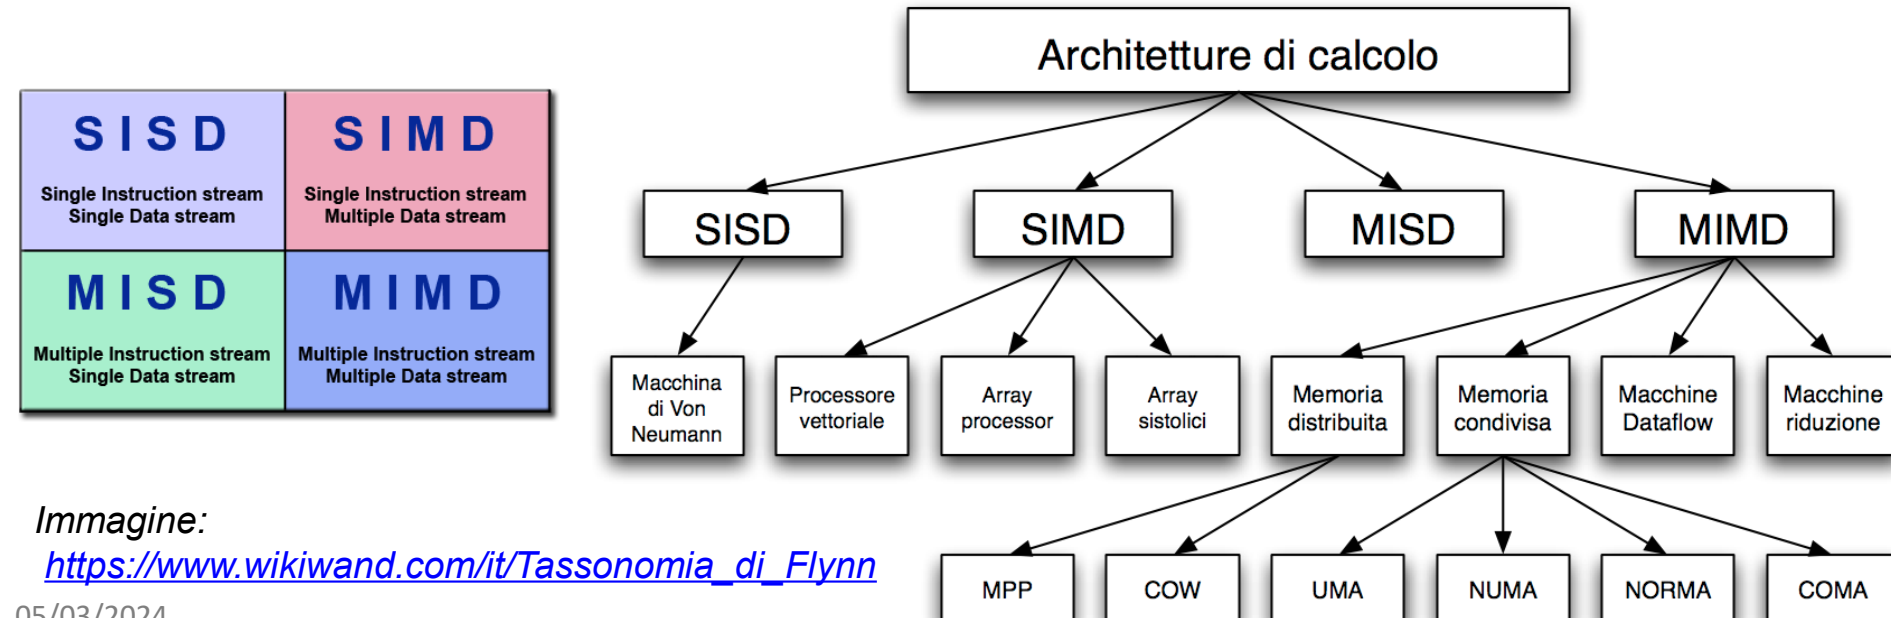 Architetture di calcolo
S I S D
Single Instruction stream
Single Data stream
S I M D
Single Instruction stream
Multiple Data stream
M I S D
Multiple Instruction stream
Single Data stream
M I M D
Multiple Instruction stream
Multiple Data stream
SISD
SIMD
MISD
MIMD
Macchina
di Von
Neumann
Processore
vettoriale
Array
processor
Array
sistolici
Memoria
distribuita
Memoria
condivisa
Macchine
Dataflow
Macchine
riduzione
MPP
COW
UMA
NUMA
NORMA
COMA
Immagine:
https://www.wikiwand.com/it/Tassonomia_di_Flynn
05/03/2024